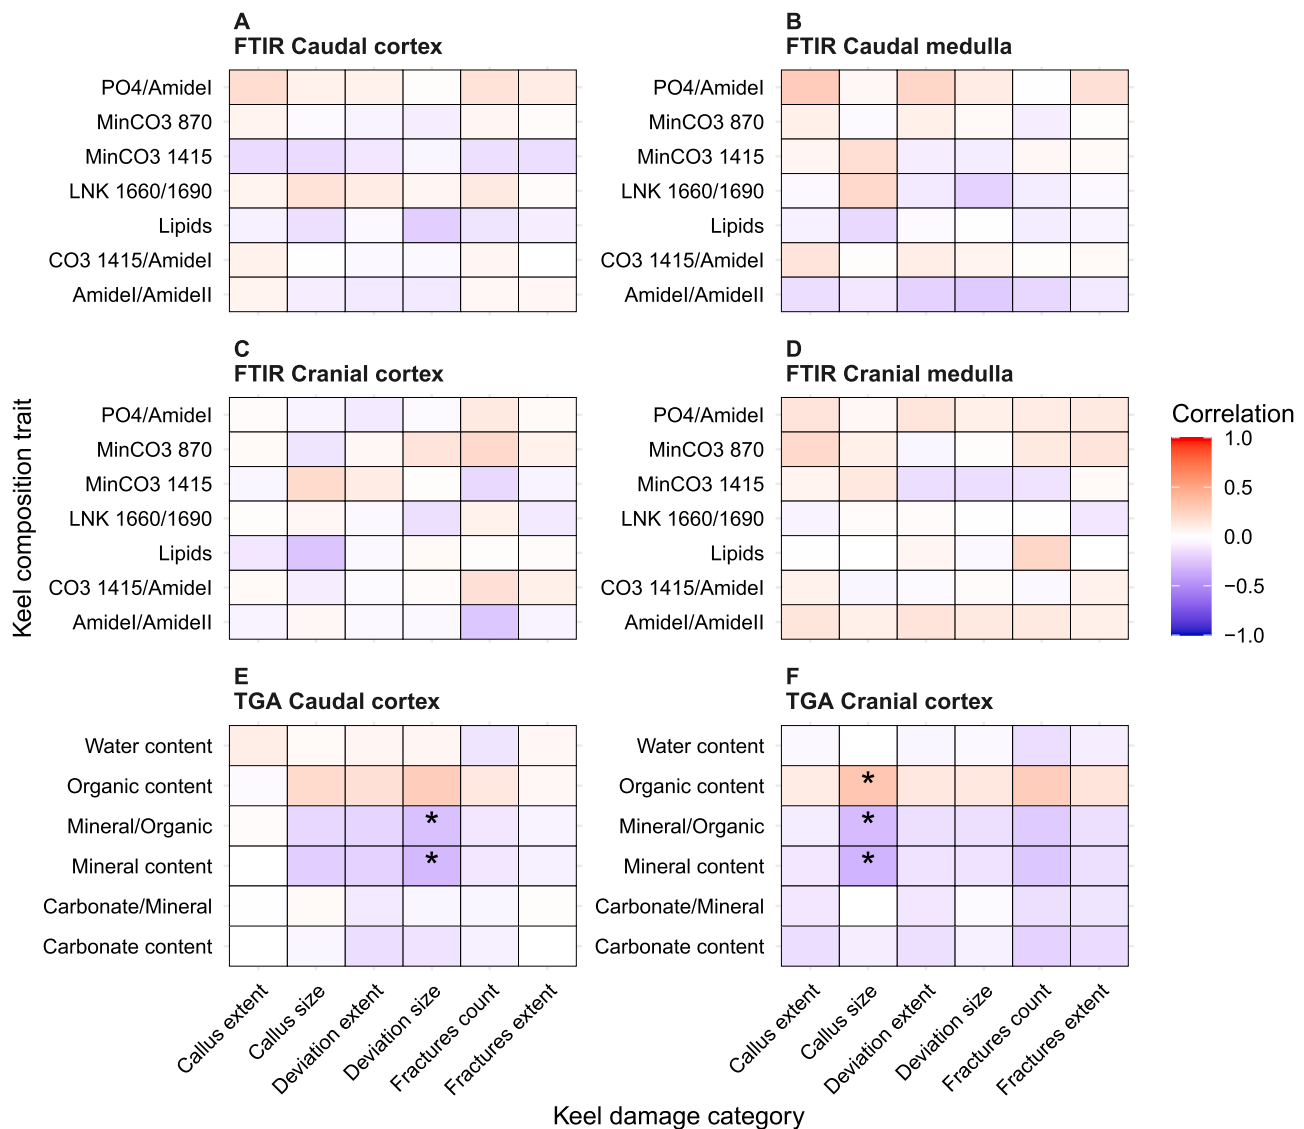 A
FTIR Caudal cortex
PO4/AmideI
MinCO3 870
MinCO3 1415
LNK 1660/1690
Lipids
CO3 1415/AmideI
AmideI/AmideII
B
FTIR Caudal medulla
PO4/AmideI
MinCO3 870
MinCO3 1415
LNK 1660/1690
Lipids
CO3 1415/AmideI
AmideI/AmideII
C
FTIR Cranial cortex
PO4/AmideI
MinCO3 870
MinCO3 1415
LNK 1660/1690
Lipids
CO3 1415/AmideI
AmideI/AmideII
D
FTIR Cranial medulla
PO4/AmideI
MinCO3 870
MinCO3 1415
LNK 1660/1690
Lipids
CO3 1415/AmideI
AmideI/AmideII
E
TGA Caudal cortex
Water content
Organic content
Mineral/Organic
*
Mineral content
*
Carbonate/Mineral
Carbonate content
Callus extent
Callus size
Deviation extent
Deviation size
Fractures count
Fractures extent
F
TGA Cranial cortex
Water content
Organic content
*
Mineral/Organic
*
Mineral content
*
Carbonate/Mineral
Carbonate content
Callus extent
Callus size
Deviation extent
Deviation size
Fractures count
Fractures extent
Keel composition trait
Keel damage category
Correlation
1.0
0.5
0.0
−0.5
−1.0